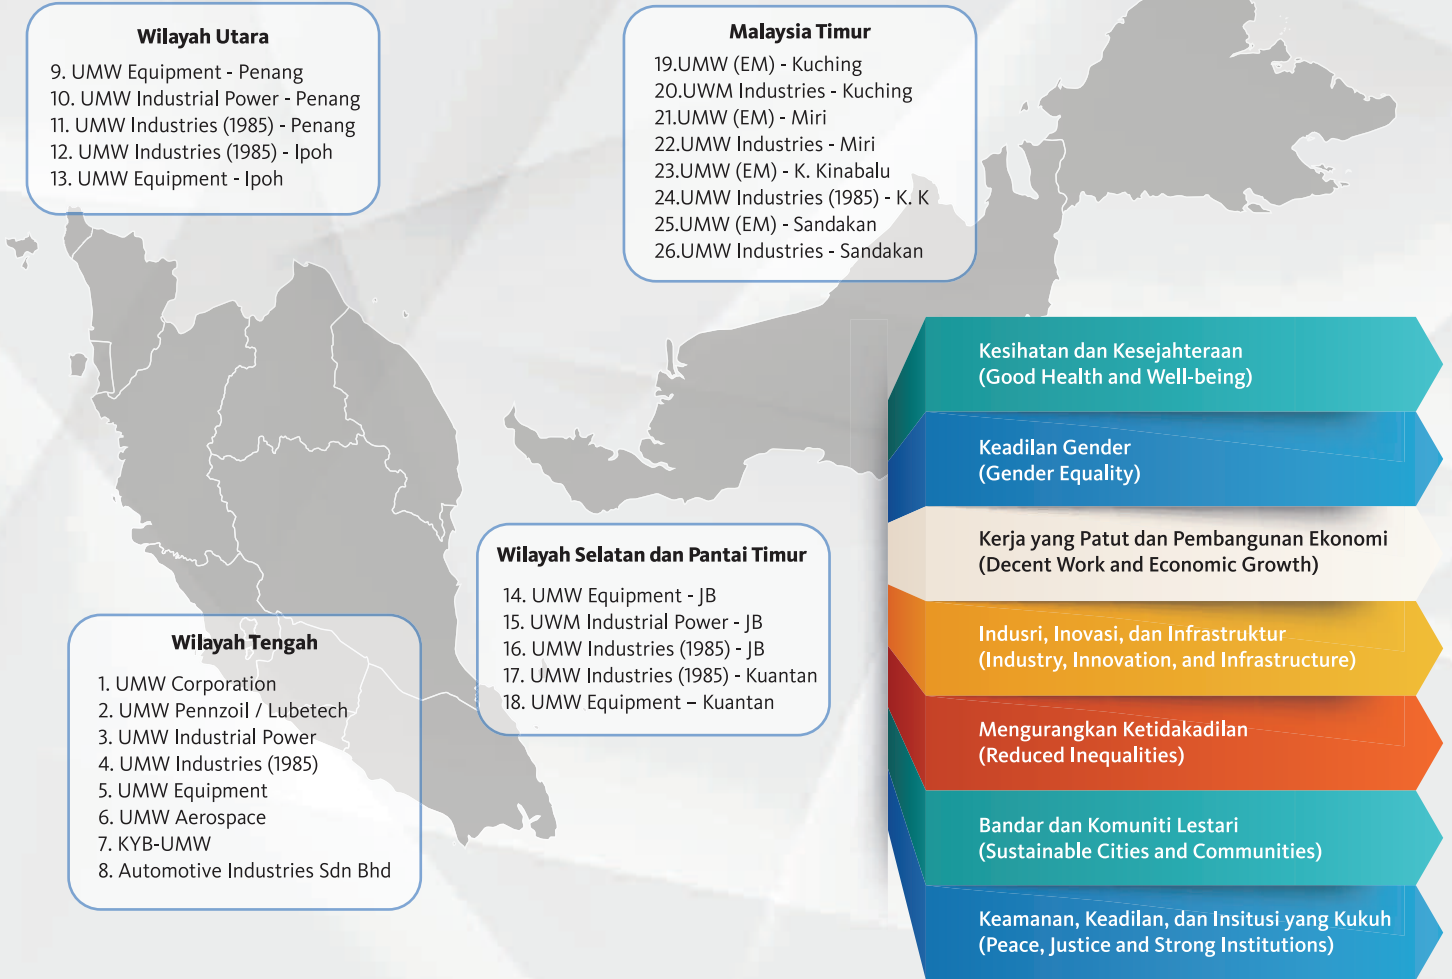 Wilayah Utara
9. UMW Equipment - Penang
10. UMW Industrial Power - Penang
11. UMW Industries (1985) - Penang
12. UMW Industries (1985) - Ipoh
13. UMW Equipment - Ipoh
Malaysia Timur
19.UMW (EM) - Kuching
20.UWM Industries - Kuching
21.UMW (EM) - Miri
22.UMW Industries - Miri
23.UMW (EM) - K. Kinabalu
24.UMW Industries (1985) - K. K
25.UMW (EM) - Sandakan
26.UMW Industries - Sandakan
Wilayah Selatan dan Pantai Timur
14. UMW Equipment - JB
15. UWM Industrial Power - JB
16. UMW Industries (1985) - JB
17. UMW Industries (1985) - Kuantan
18. UMW Equipment – Kuantan
Wilayah Tengah
1. UMW Corporation
2. UMW Pennzoil / Lubetech
3. UMW Industrial Power
4. UMW Industries (1985)
5. UMW Equipment
6. UMW Aerospace
7. KYB-UMW
8. Automotive Industries Sdn Bhd
Kesihatan dan Kesejahteraan
(Good Health and Well-being)
Keadilan Gender
(Gender Equality)
Kerja yang Patut dan Pembangunan Ekonomi
(Decent Work and Economic Growth)
Indusri, Inovasi, dan Infrastruktur
(Industry, Innovation, and Infrastructure)
Mengurangkan Ketidakadilan
(Reduced Inequalities)
Bandar dan Komuniti Lestari
(Sustainable Cities and Communities)
Keamanan, Keadilan, dan Insitusi yang Kukuh
(Peace, Justice and Strong Institutions)